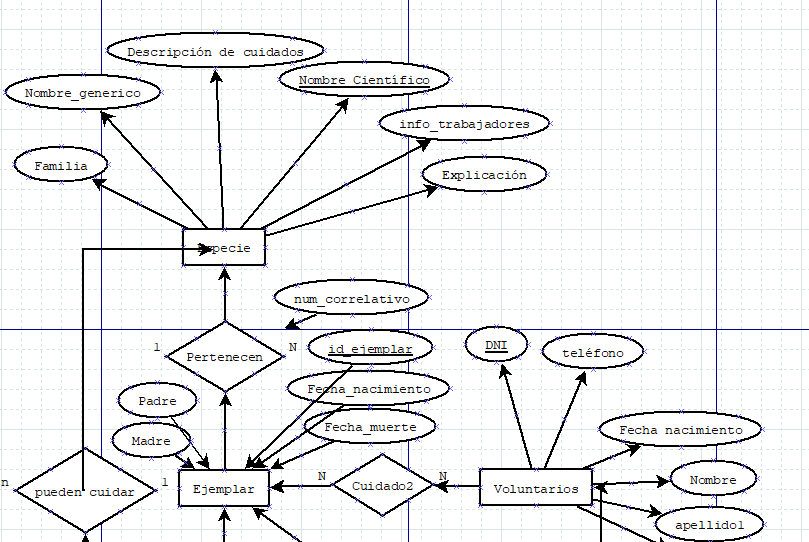 Descripción de cuidados
Nombre Científico
Nombre_generico
info_trabajadores
Familia
Explicación
Especie
num_correlativo
1
Pertenecen
N
id_ejemplar
DNI
teléfono
Fecha_nacimiento
Padre
Fecha_muerte
Fecha nacimiento
Madre
N
N
Nombre
n
pueden cuidar
1
Ejemplar
Cuidado2
Voluntarios
apellido1